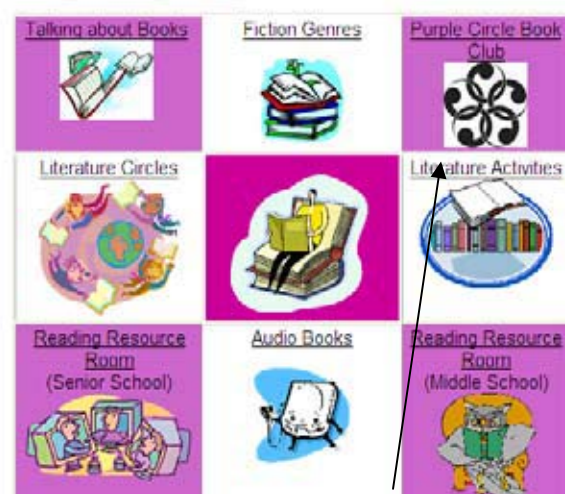 Talking about Books
Fiction Genres
Purple Circle Book
Club
Literature Circles
Literature Activities
Reading Resource
Room
(Senior School)
Audio Books
Reading Resource
Room
(Middle School)